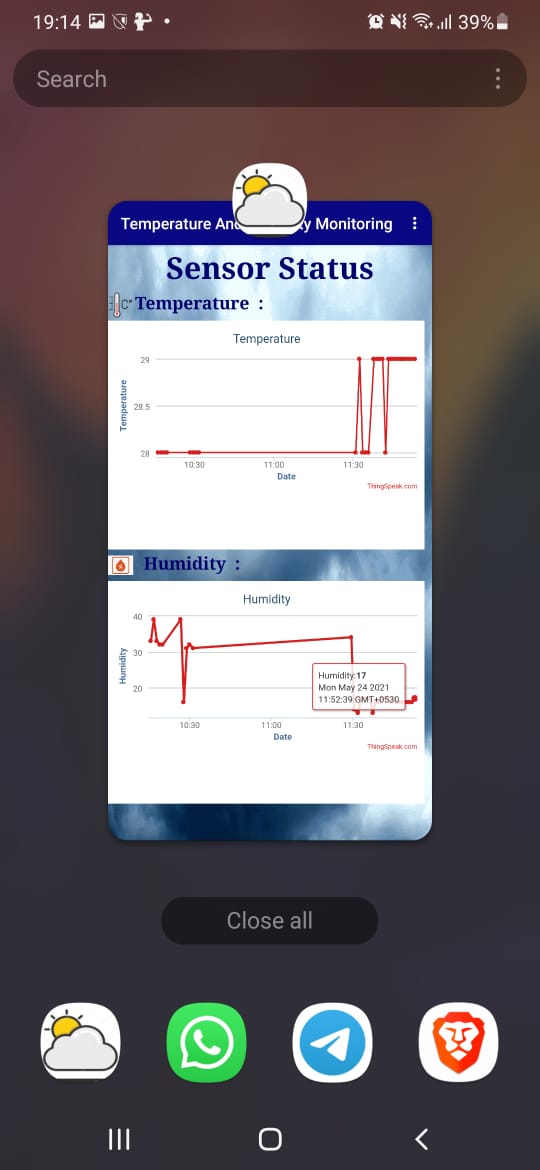 19:14
39%
Search
Temperature An
y Monitoring
Sensor Status
C° Temperature :
Temperature
29
28.5
28
Temperature
10:30 11:00 11:30
Date
ThingSpeak.com
Humidity :
Humidity
40
30
20
Humidity
Humidity:17
Mon May 24 2021
11:52:39 GMT+0530
10:30 11:00 11:30
Date
ThingSpeak.com
Close all